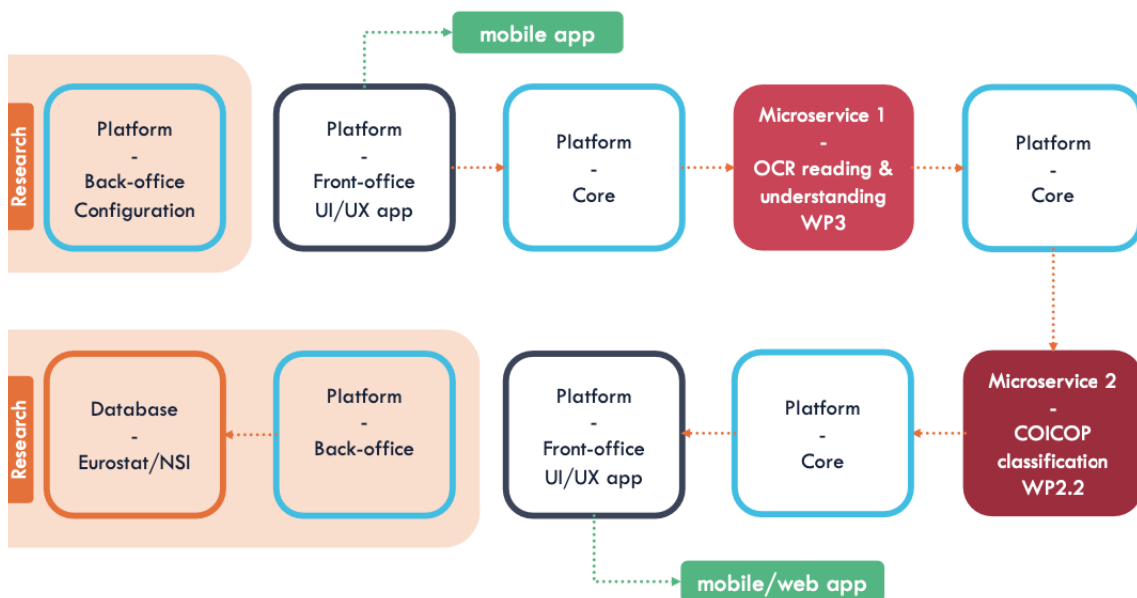 mobile app
Research
Platform
-
Back-office
Configuration
Platform
-
Front-office
UI/UX app
Platform
-
Core
Microservice 1
-
OCR reading &
understanding
WP3
Platform
-
Core
Research
Database
-
Eurostat/NSI
Platform
-
Back-office
Platform
-
Front-office
UI/UX app
Platform
-
Core
Microservice 2
-
COICOP
classification
WP2.2
mobile/web app